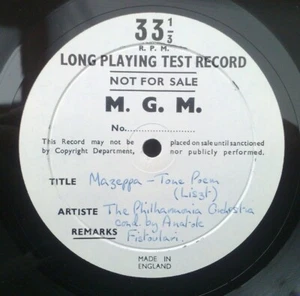 33 1/3
R. P. M.
LONG PLAYING TEST RECORD
NOT FOR SALE
M. G. M.
No.
This Record may not be placed on sale until sanctioned
by Copyright Department, nor publicly performed.
TITLE Mazeppa - Tone Poem
(Liszt)
ARTISTE The Philharmonia Orchestra
REMARKS cond. by Anatole
Fistoulari
MADE IN
ENGLAND